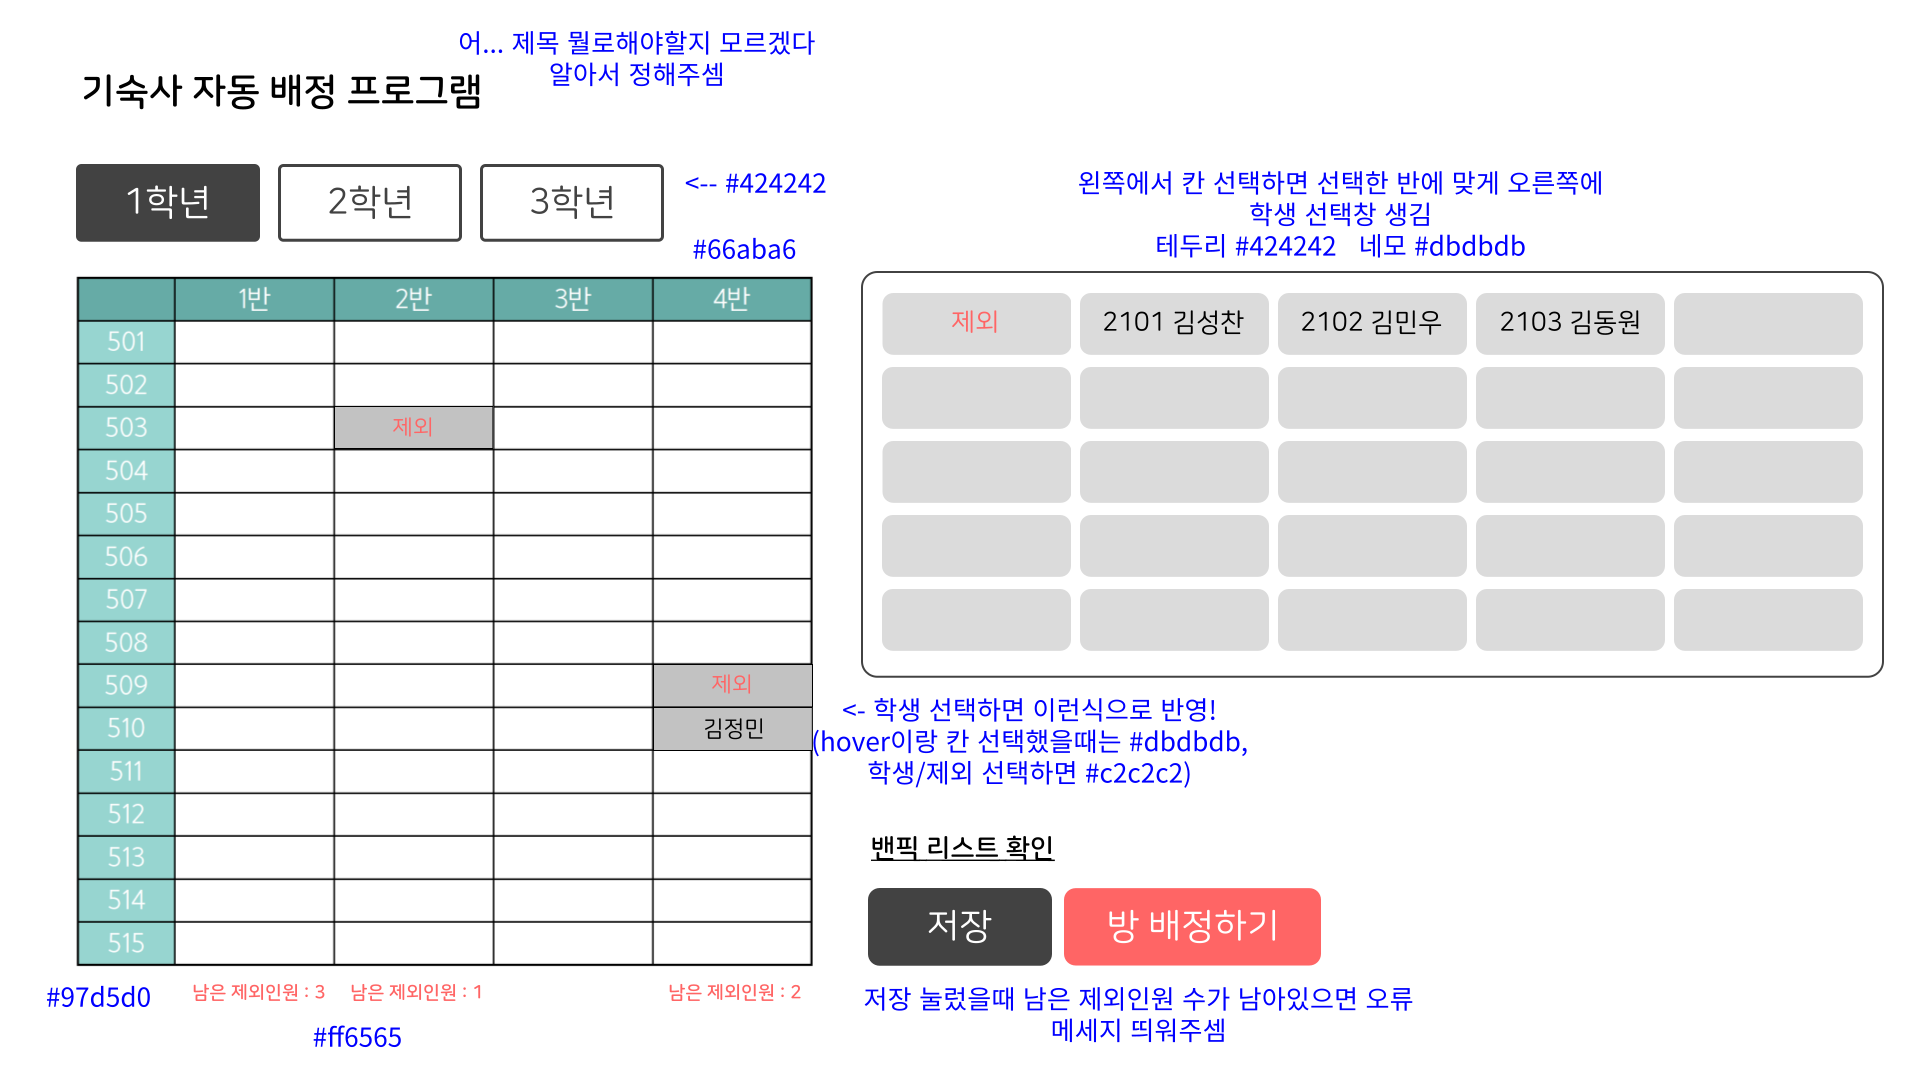 어... 제목 뭘로해야할지 모르겠다
알아서 정해주셈
기숙사 자동 배정 프로그램
1학년
2학년
3학년
<-- #424242
#66aba6
왼쪽에서 칸 선택하면 선택한 반에 맞게 오른쪽에
학생 선택창 생김
테두리 #424242 네모 #dbdbdb
1반
2반
3반
4반
501
502
503
제외
504
505
506
507
508
509
제외
510
김정민
511
512
513
514
515
제외
2101 김성찬
2102 김민우
2103 김동원
<- 학생 선택하면 이런식으로 반영!
(hover이랑 칸 선택했을때는 #dbdbdb,
학생/제외 선택하면 #c2c2c2)
밴픽 리스트 확인
저장
방 배정하기
#97d5d0
남은 제외인원 : 3
남은 제외인원 : 1
남은 제외인원 : 2
#ff6565
저장 눌렀을때 남은 제외인원 수가 남아있으면 오류
메세지 띄워주셈